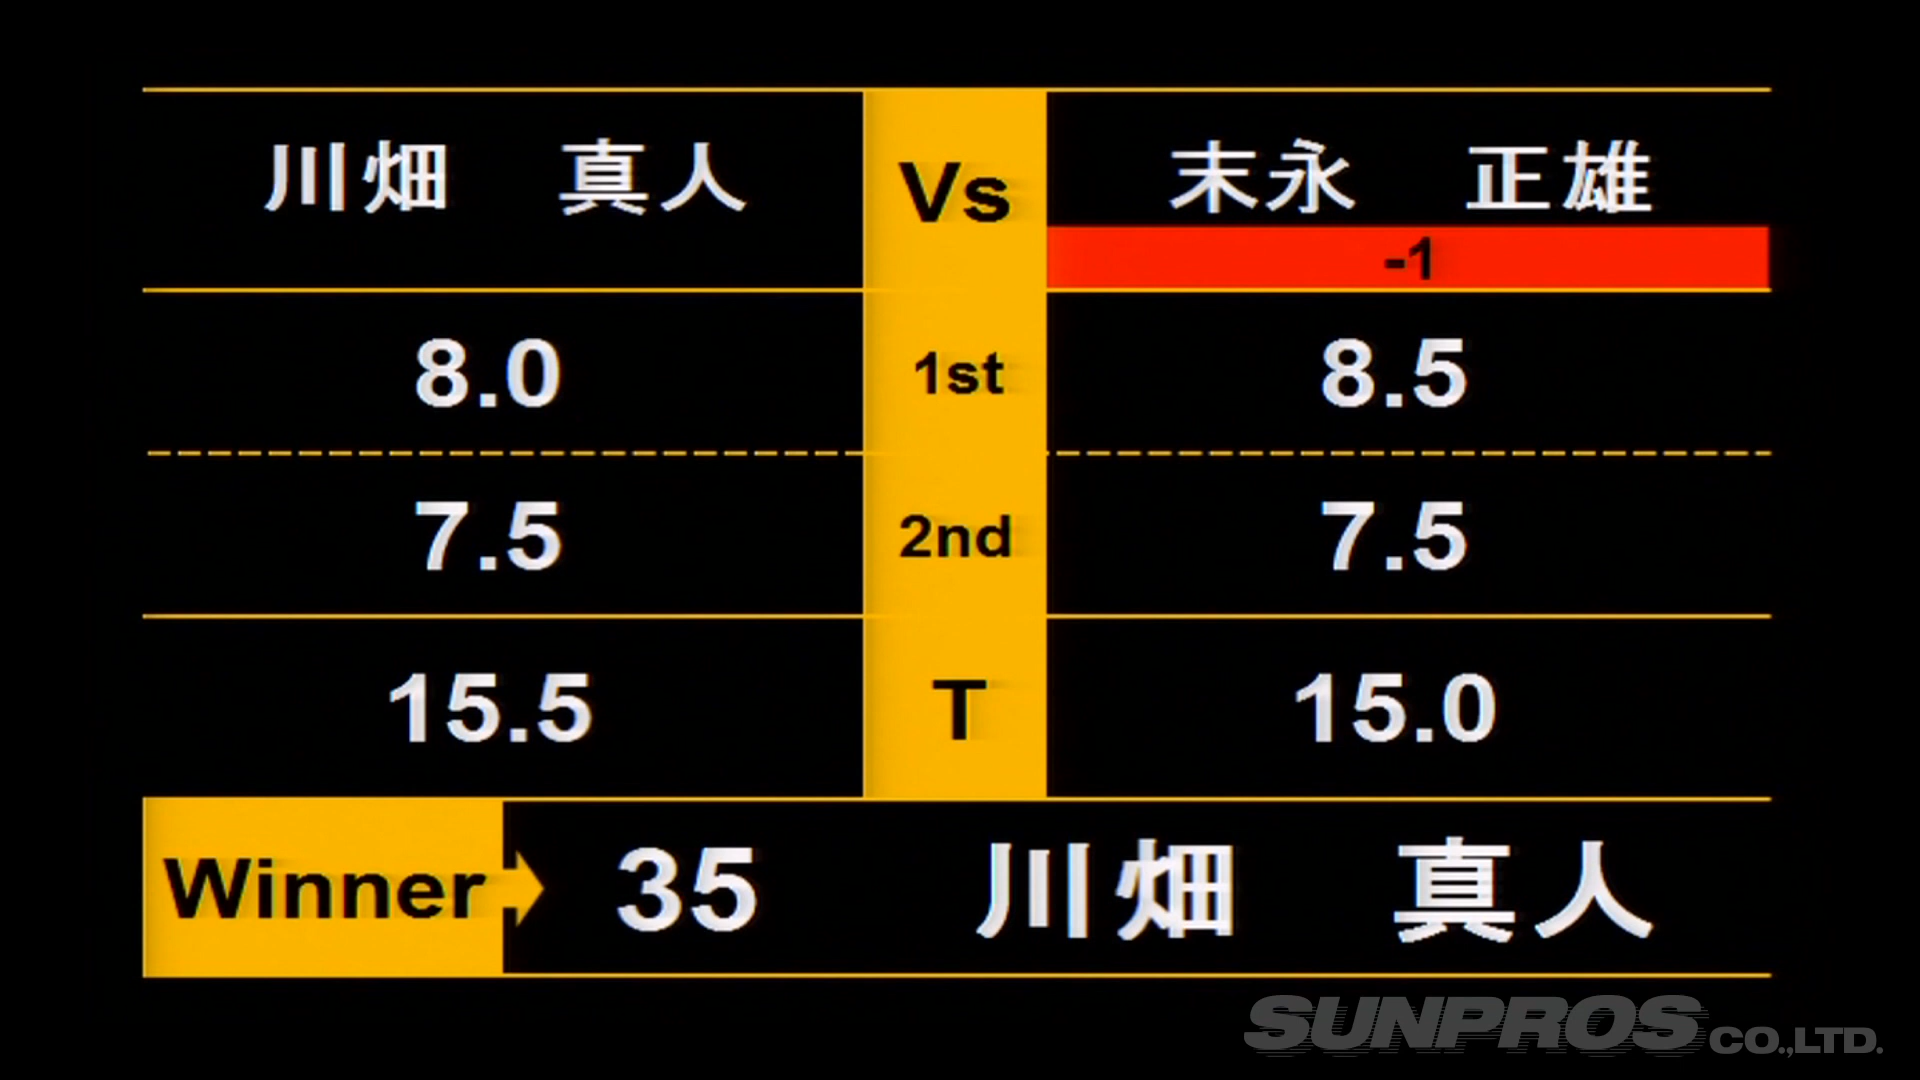 川畑 真人 Vs 末永 正雄
-1
8.0 1st 8.5
7.5 2nd 7.5
15.5 T 15.0
Winner 35 川畑 真人
SUNPROS CO.,LTD.